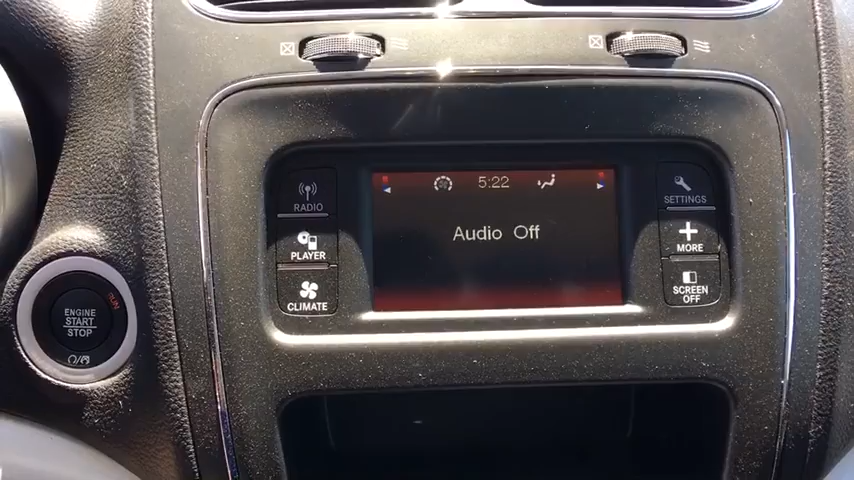 5:22
RADIO
SETTINGS
Audio Off
PLAYER
MORE
CLIMATE
SCREEN
OFF
ENGINE
START
STOP